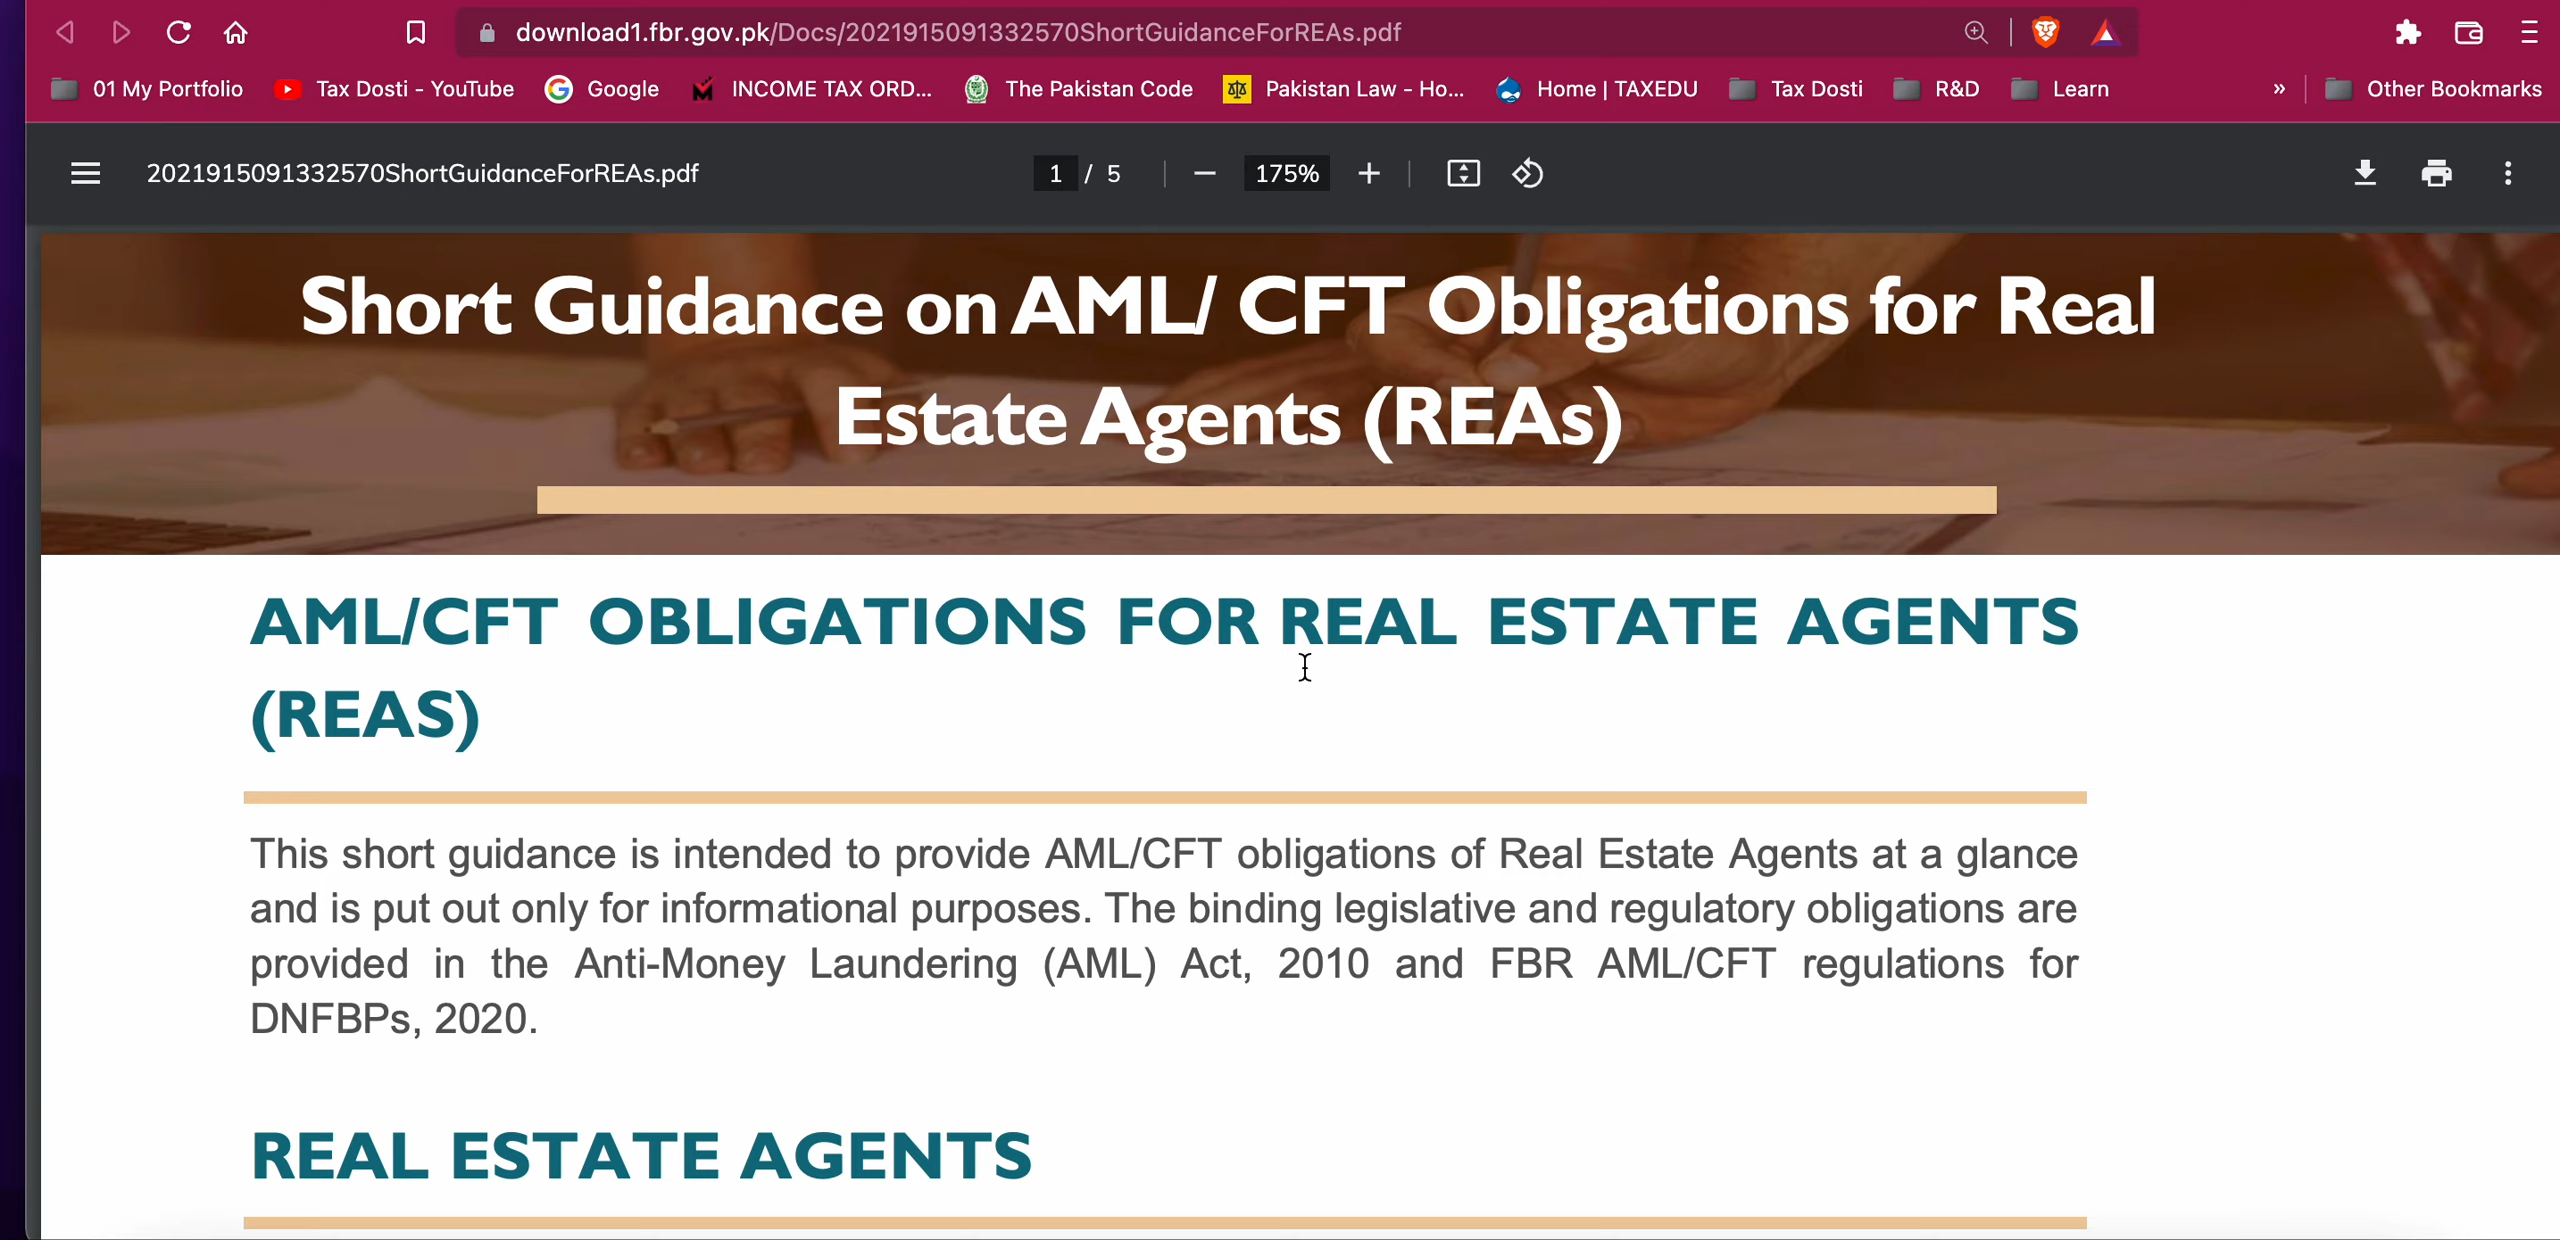 download1.fbr.gov.pk/Docs/2021915091332570ShortGuidanceForREAs.pdf
01 My Portfolio Tax Dosti - YouTube Google INCOME TAX ORD... The Pakistan Code Pakistan Law - Ho... Home | TAXEDU Tax Dosti R&D Learn » Other Bookmarks
2021915091332570ShortGuidanceForREAs.pdf 1 / 5 175%
Short Guidance on AML/ CFT Obligations for Real
Estate Agents (REAs)
AML/CFT OBLIGATIONS FOR REAL ESTATE AGENTS
(REAS)
This short guidance is intended to provide AML/CFT obligations of Real Estate Agents at a glance
and is put out only for informational purposes. The binding legislative and regulatory obligations are
provided in the Anti-Money Laundering (AML) Act, 2010 and FBR AML/CFT regulations for
DNFBPs, 2020.
REAL ESTATE AGENTS